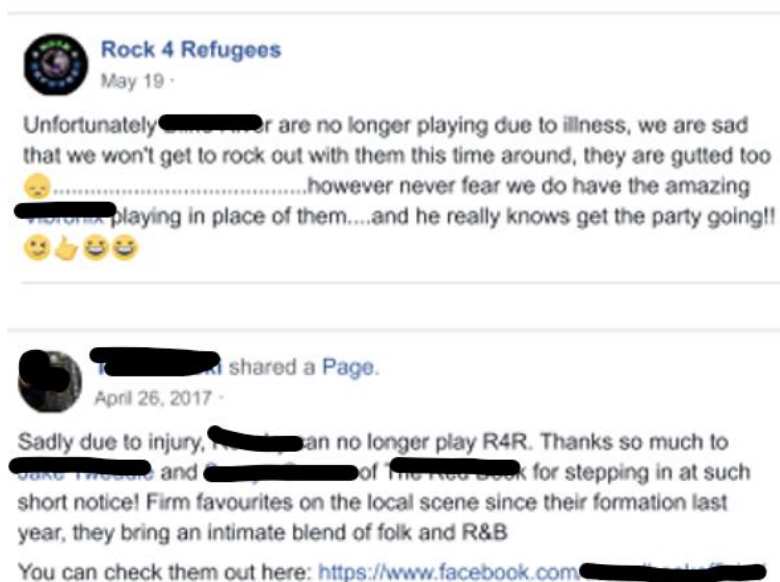 Rock 4 Refugees
May 19 ·
Unfortunately are no longer playing due to illness, we are sad
that we won't get to rock out with them this time around, they are gutted too
😞......................................however never fear we do have the amazing
playing in place of them....and he really knows get the party going!!
😉👍😄😄
shared a Page.
April 26, 2017 ·
Sadly due to injury, can no longer play R4R. Thanks so much to
and of for stepping in at such
short notice! Firm favourites on the local scene since their formation last
year, they bring an intimate blend of folk and R&B
You can check them out here: https://www.facebook.com